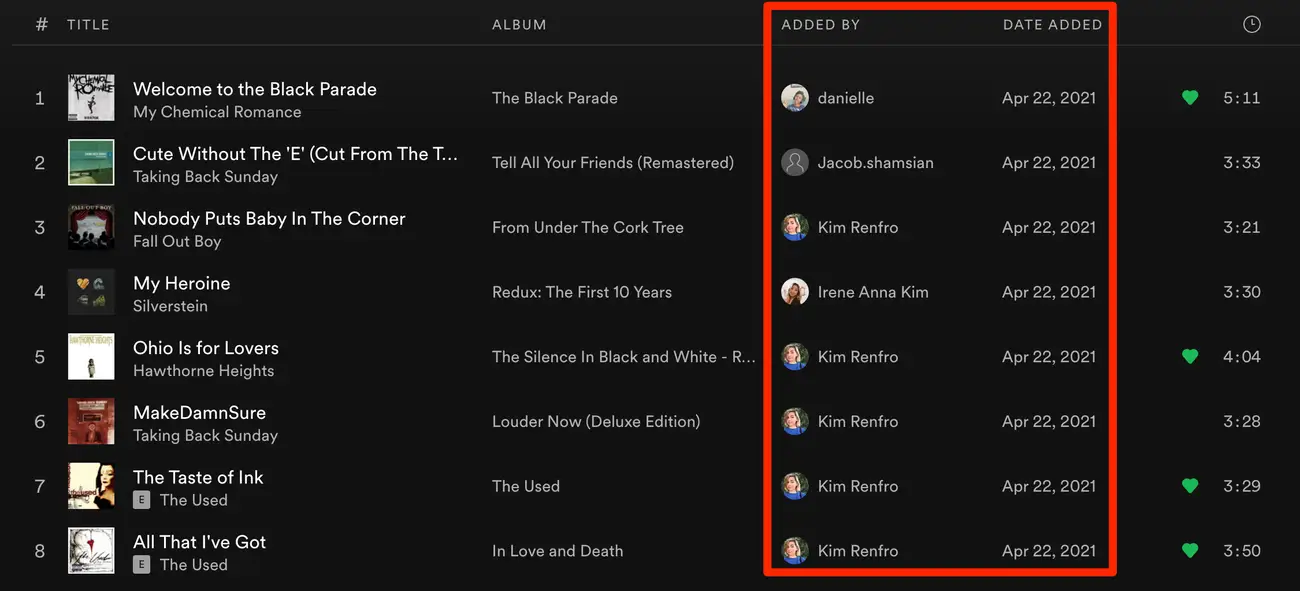 # TITLE ALBUM ADDED BY DATE ADDED
1 Welcome to the Black Parade The Black Parade danielle Apr 22, 2021 5:11
My Chemical Romance
2 Cute Without The 'E' (Cut From The T... Tell All Your Friends (Remastered) Jacob.shamsian Apr 22, 2021 3:33
Taking Back Sunday
3 Nobody Puts Baby In The Corner From Under The Cork Tree Kim Renfro Apr 22, 2021 3:21
Fall Out Boy
4 My Heroine Redux: The First 10 Years Irene Anna Kim Apr 22, 2021 3:30
Silverstein
5 Ohio Is for Lovers The Silence In Black and White - R... Kim Renfro Apr 22, 2021 4:04
Hawthorne Heights
6 MakeDamnSure Louder Now (Deluxe Edition) Kim Renfro Apr 22, 2021 3:28
Taking Back Sunday
7 The Taste of Ink The Used Kim Renfro Apr 22, 2021 3:29
E The Used
8 All That I've Got In Love and Death Kim Renfro Apr 22, 2021 3:50
E The Used